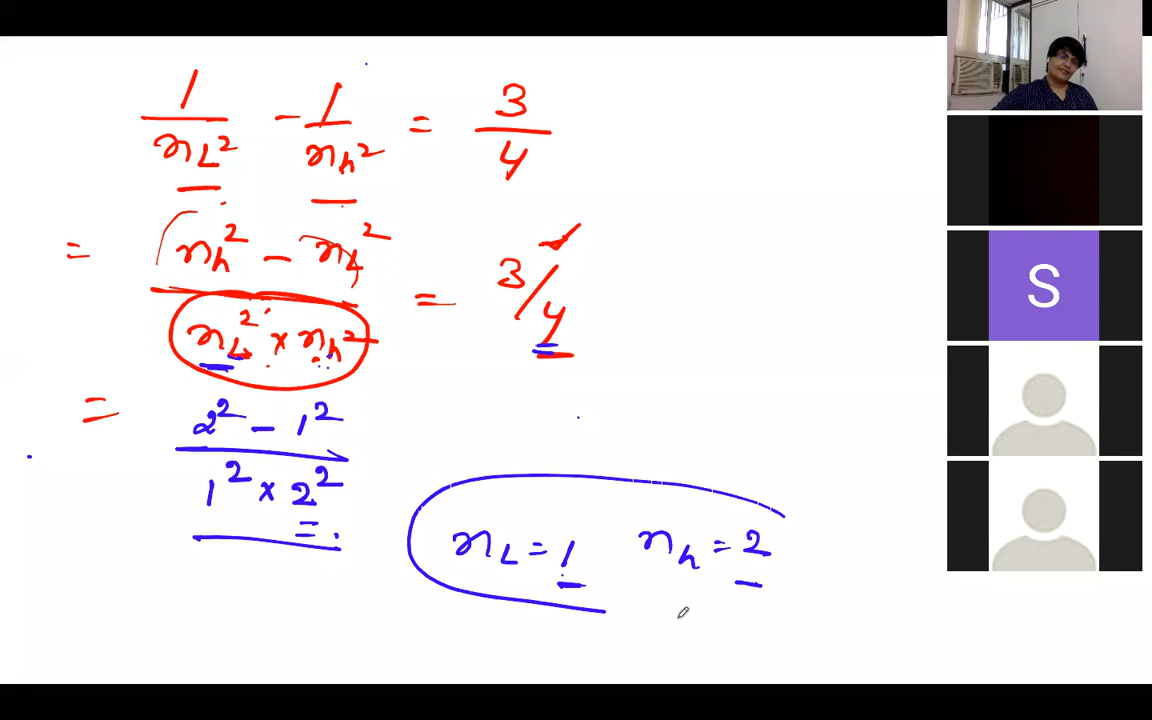 1/n_L² - 1/n_h² = 3/4
= (n_h² - n_L²)/(n_L² × n_h²) = 3/4
= (2² - 1²)/(1² × 2²)
n_L = 1 n_h = 2
S